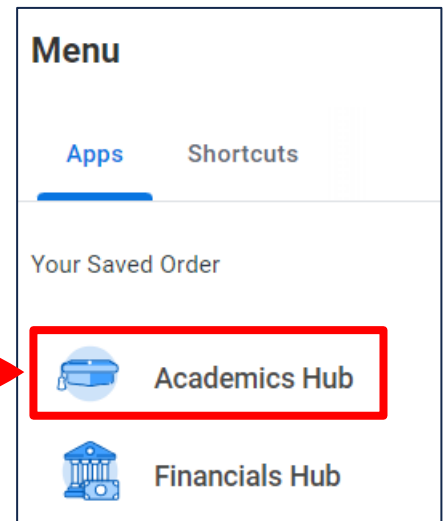 Menu
Apps Shortcuts
Your Saved Order
Academics Hub
Financials Hub